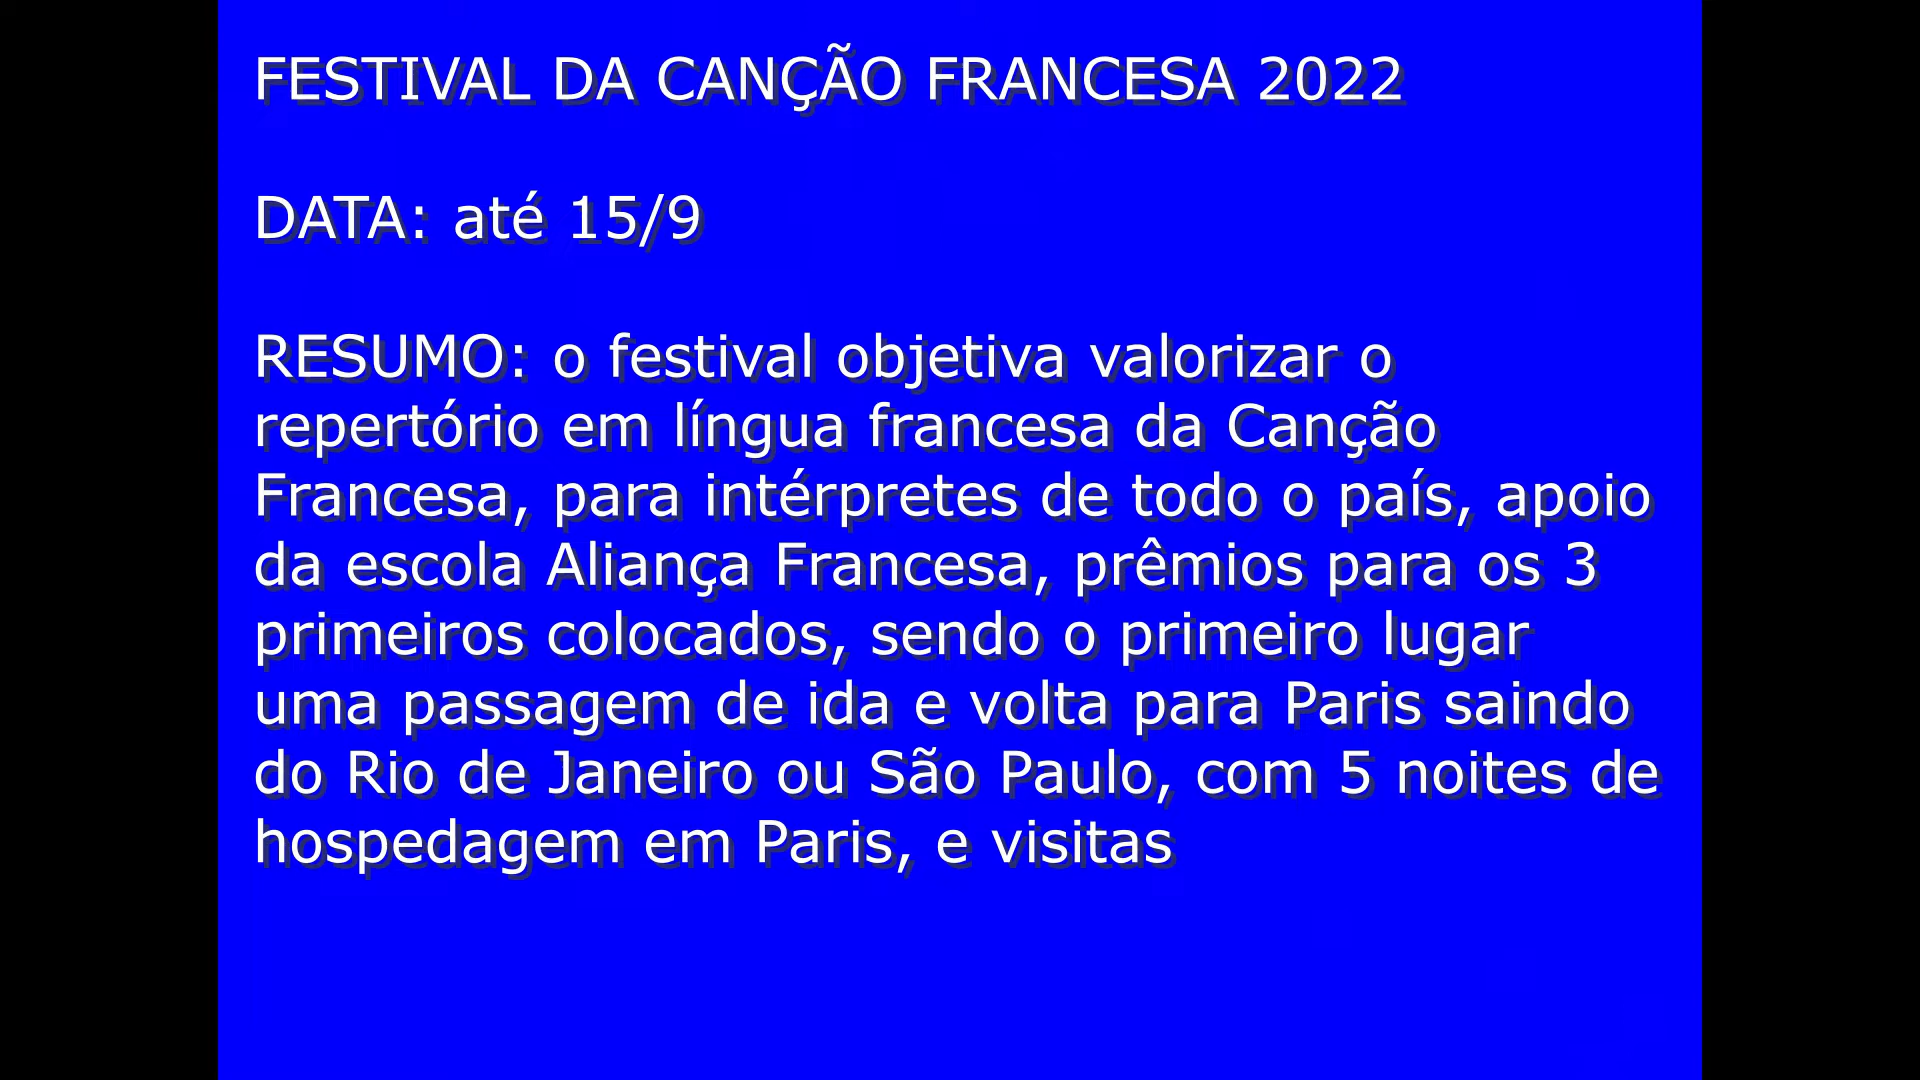 FESTIVAL DA CANÇÃO FRANCESA 2022
DATA: até 15/9
RESUMO: o festival objetiva valorizar o
repertório em língua francesa da Canção
Francesa, para intérpretes de todo o país, apoio
da escola Aliança Francesa, prêmios para os 3
primeiros colocados, sendo o primeiro lugar
uma passagem de ida e volta para Paris saindo
do Rio de Janeiro ou São Paulo, com 5 noites de
hospedagem em Paris, e visitas